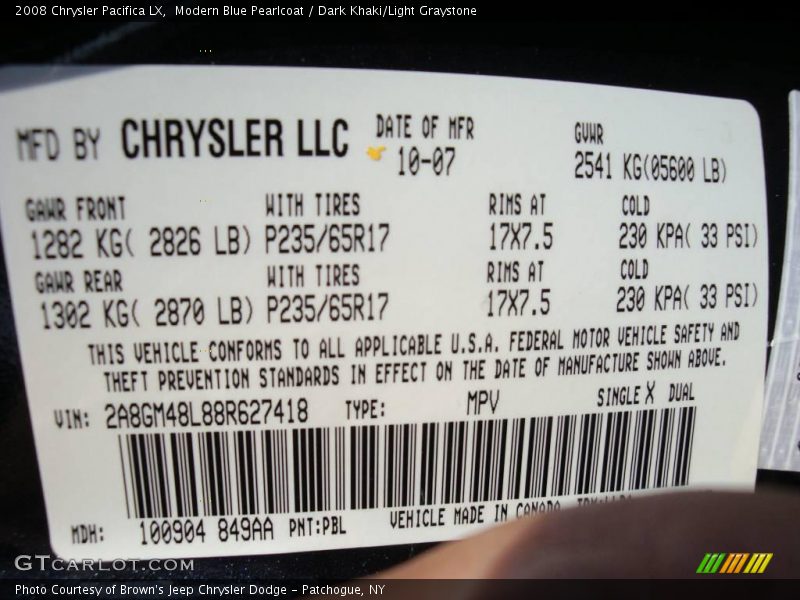 2008 Chrysler Pacifica LX, Modern Blue Pearlcoat / Dark Khaki/Light Graystone
MFD BY CHRYSLER LLC DATE OF MFR 10-07 GVWR 2541 KG(05600 LB)
GAWR FRONT WITH TIRES RIMS AT COLD
1282 KG( 2826 LB) P235/65R17 17X7.5 230 KPA( 33 PSI)
GAWR REAR WITH TIRES RIMS AT COLD
1302 KG( 2870 LB) P235/65R17 17X7.5 230 KPA( 33 PSI)
THIS VEHICLE CONFORMS TO ALL APPLICABLE U.S.A. FEDERAL MOTOR VEHICLE SAFETY AND
THEFT PREVENTION STANDARDS IN EFFECT ON THE DATE OF MANUFACTURE SHOWN ABOVE.
VIN: 2A8GM48L88R627418 TYPE: MPV SINGLE X DUAL
MDH: 100904 849AA PNT:PBL VEHICLE MADE IN CANADA
GTCARLOT.COM
Photo Courtesy of Brown's Jeep Chrysler Dodge - Patchogue, NY